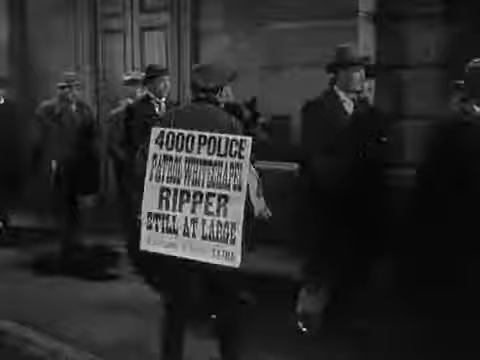 4000 POLICE
PATROL WHITECHAPEL
RIPPER
STILL AT LARGE
EXTRA